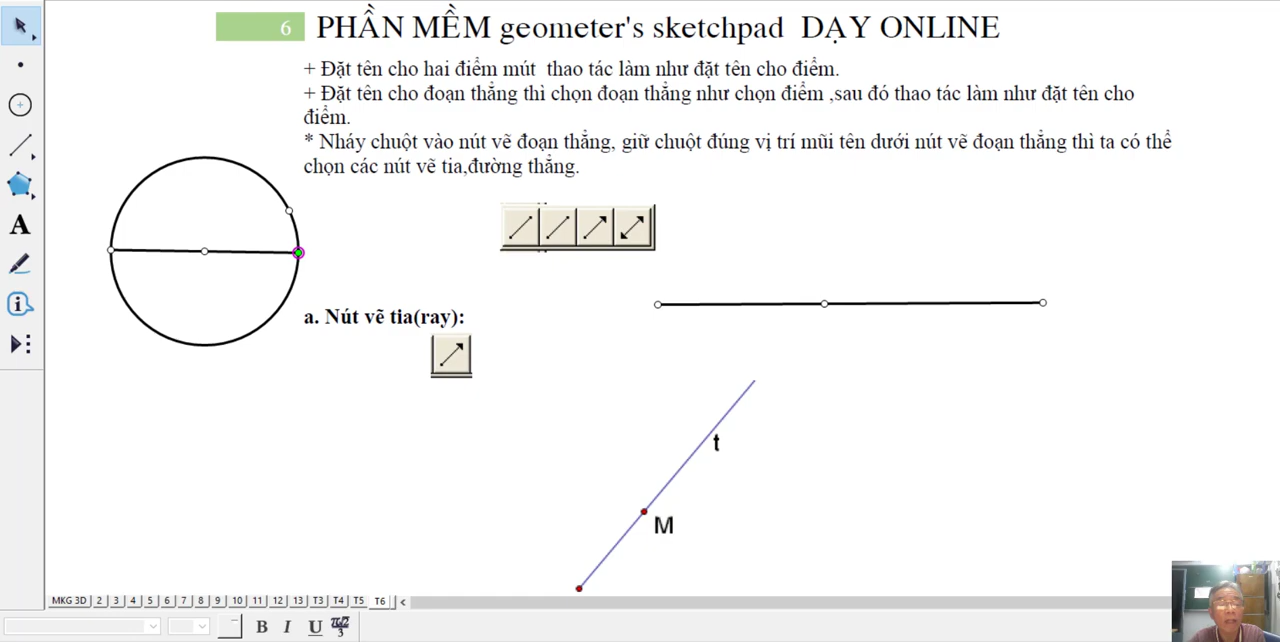 6 PHẦN MỀM geometer's sketchpad DẠY ONLINE
+ Đặt tên cho hai điểm mút thao tác làm như đặt tên cho điểm.
+ Đặt tên cho đoạn thẳng thì chọn đoạn thẳng như chọn điểm ,sau đó thao tác làm như đặt tên cho
điểm.
* Nháy chuột vào nút vẽ đoạn thẳng, giữ chuột đúng vị trí mũi tên dưới nút vẽ đoạn thẳng thì ta có thể
chọn các nút vẽ tia,đường thẳng.
A
a. Nút vẽ tia(ray):
t
M
MKG 3D 2 3 4 5 6 7 8 9 10 11 12 13 T3 T4 T5 T6
B I U